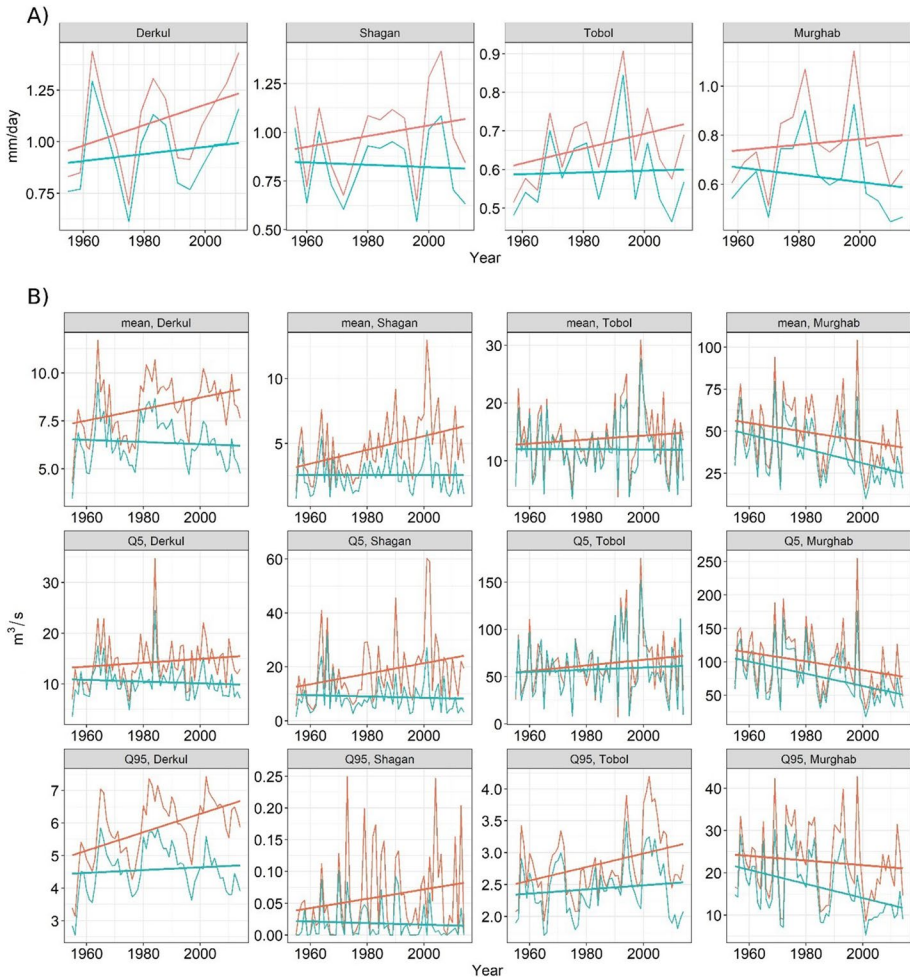 A)
Derkul Shagan Tobol Murghab
mm/day
1.25
1.00
0.75
1960 1980 2000
1.25
1.00
0.75
0.50
1960 1980 2000
0.9
0.8
0.7
0.6
0.5
1960 1980 2000
1.0
0.8
0.6
1960 1980 2000
Year
B)
mean, Derkul mean, Shagan mean, Tobol mean, Murghab
10.0
7.5
5.0
1960 1980 2000
10
5
0
1960 1980 2000
30
20
10
1960 1980 2000
100
75
50
25
1960 1980 2000
m³/s
Q5, Derkul Q5, Shagan Q5, Tobol Q5, Murghab
30
20
10
1960 1980 2000
60
40
20
0
1960 1980 2000
150
100
50
0
1960 1980 2000
250
200
150
100
50
1960 1980 2000
Q95, Derkul Q95, Shagan Q95, Tobol Q95, Murghab
7
6
5
4
3
1960 1980 2000
0.25
0.20
0.15
0.10
0.05
0.00
1960 1980 2000
4.0
3.5
3.0
2.5
2.0
1960 1980 2000
40
30
20
10
1960 1980 2000
Year